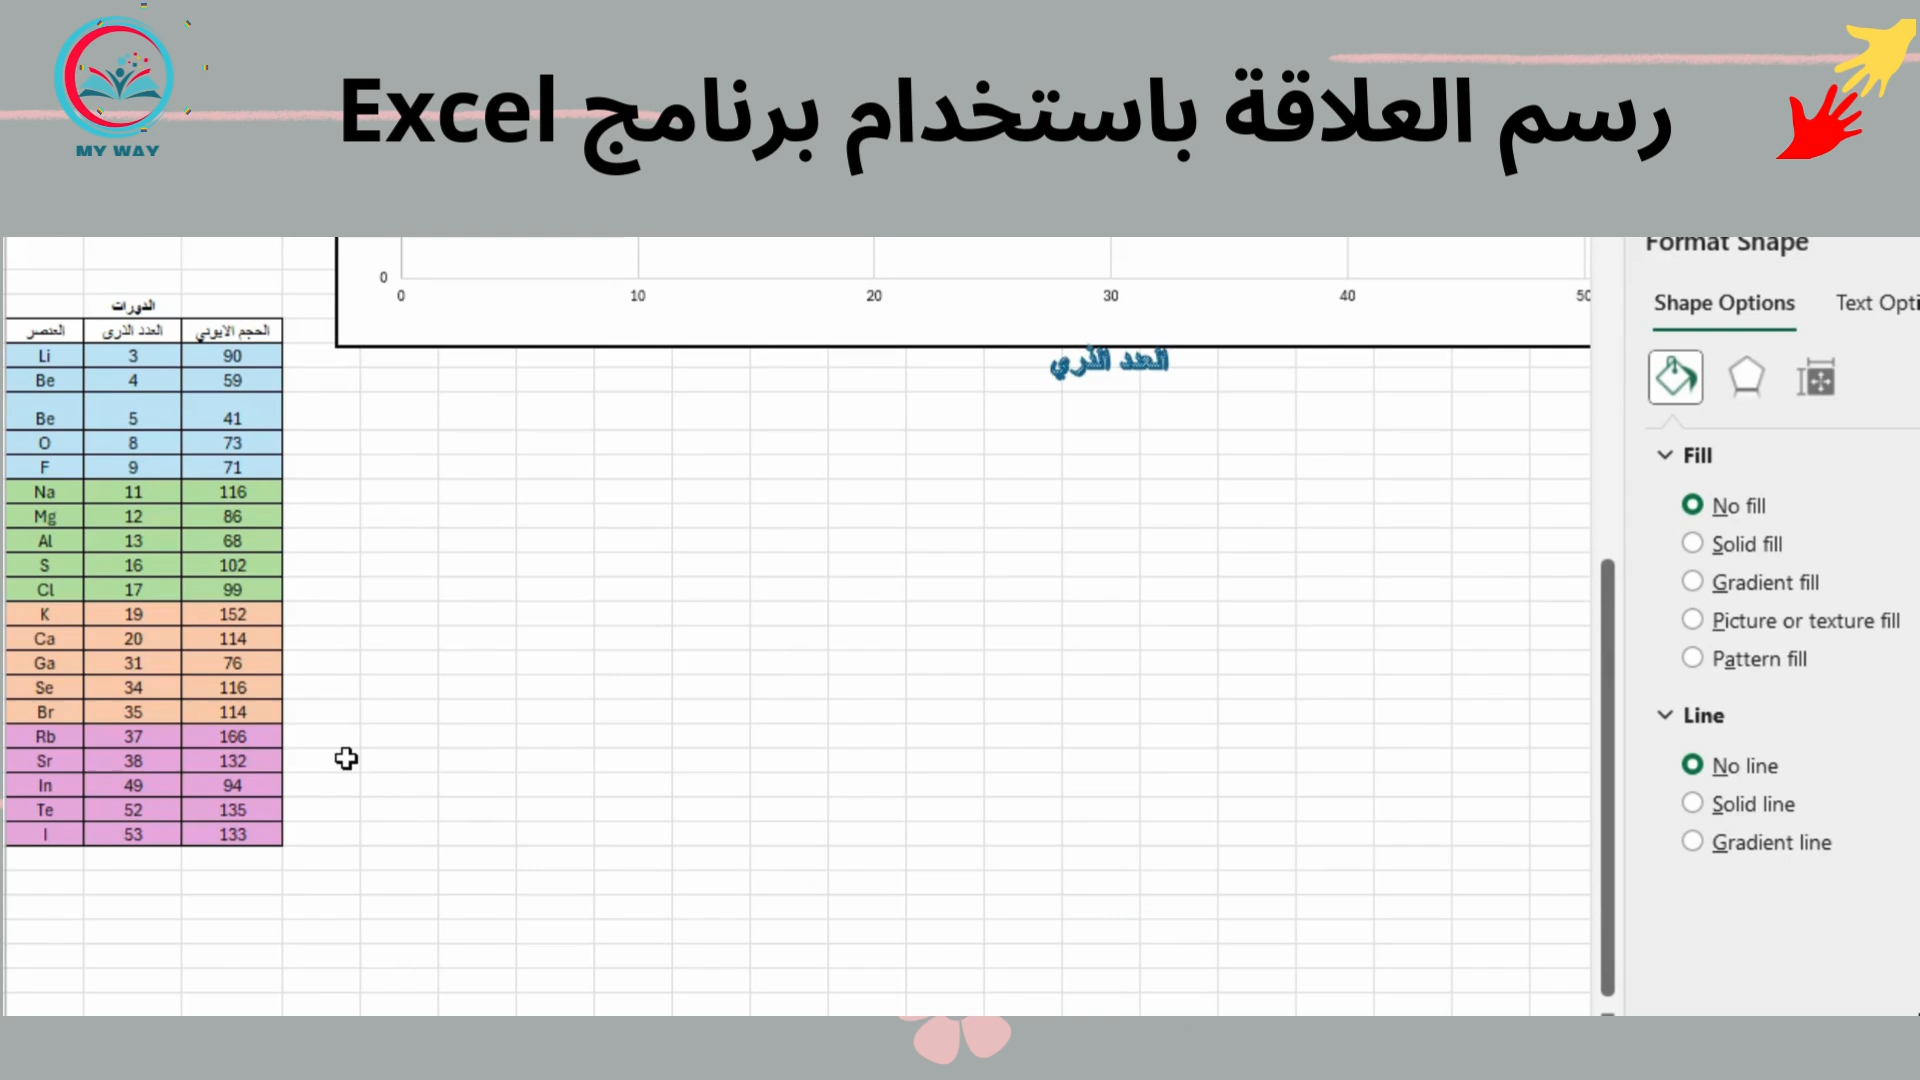 MY WAY
رسم العلاقة باستخدام برنامج Excel
0
0 10 20 30 40 50
العدد الذري
الدورات
العنصر العدد الذرى الحجم الايوني
Li 3 90
Be 4 59
Be 5 41
O 8 73
F 9 71
Na 11 116
Mg 12 86
Al 13 68
S 16 102
Cl 17 99
K 19 152
Ca 20 114
Ga 31 76
Se 34 116
Br 35 114
Rb 37 166
Sr 38 132
In 49 94
Te 52 135
I 53 133
Format Shape
Shape Options Text Opti
Fill
No fill
Solid fill
Gradient fill
Picture or texture fill
Pattern fill
Line
No line
Solid line
Gradient line